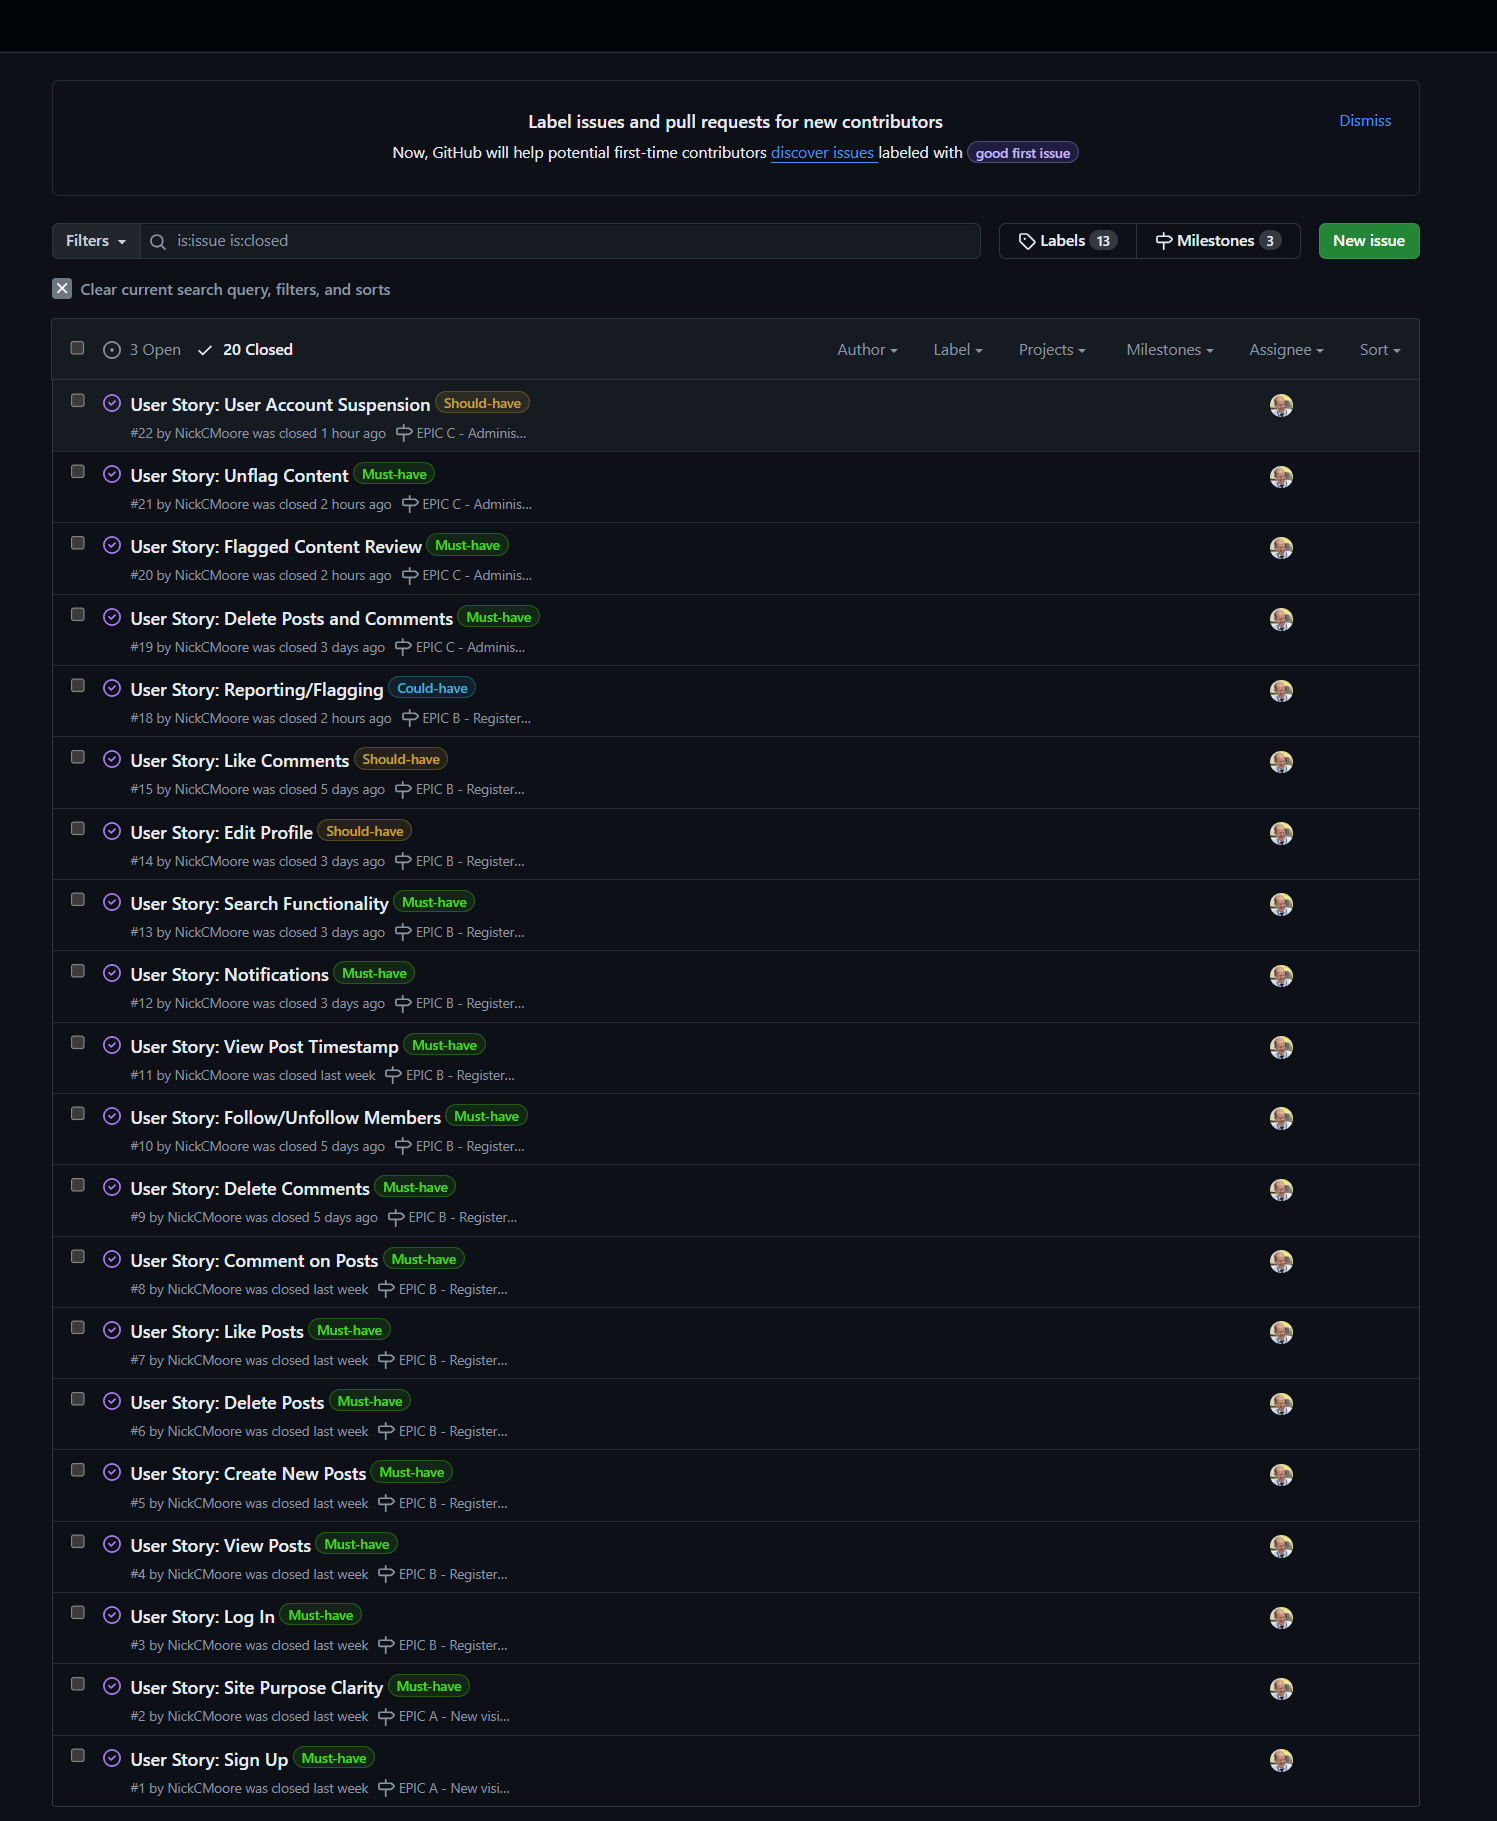 Label issues and pull requests for new contributors
Dismiss
Now, GitHub will help potential first-time contributors discover issues labeled with good first issue
Filters
is:issue is:closed
Labels 13
Milestones 3
New issue
Clear current search query, filters, and sorts
3 Open
20 Closed
Author
Label
Projects
Milestones
Assignee
Sort
User Story: User Account Suspension Should-have
#22 by NickCMoore was closed 1 hour ago EPIC C - Adminis...
User Story: Unflag Content Must-have
#21 by NickCMoore was closed 2 hours ago EPIC C - Adminis...
User Story: Flagged Content Review Must-have
#20 by NickCMoore was closed 2 hours ago EPIC C - Adminis...
User Story: Delete Posts and Comments Must-have
#19 by NickCMoore was closed 3 days ago EPIC C - Adminis...
User Story: Reporting/Flagging Could-have
#18 by NickCMoore was closed 2 hours ago EPIC B - Register...
User Story: Like Comments Should-have
#15 by NickCMoore was closed 5 days ago EPIC B - Register...
User Story: Edit Profile Should-have
#14 by NickCMoore was closed 3 days ago EPIC B - Register...
User Story: Search Functionality Must-have
#13 by NickCMoore was closed 3 days ago EPIC B - Register...
User Story: Notifications Must-have
#12 by NickCMoore was closed 3 days ago EPIC B - Register...
User Story: View Post Timestamp Must-have
#11 by NickCMoore was closed last week EPIC B - Register...
User Story: Follow/Unfollow Members Must-have
#10 by NickCMoore was closed 5 days ago EPIC B - Register...
User Story: Delete Comments Must-have
#9 by NickCMoore was closed 5 days ago EPIC B - Register...
User Story: Comment on Posts Must-have
#8 by NickCMoore was closed last week EPIC B - Register...
User Story: Like Posts Must-have
#7 by NickCMoore was closed last week EPIC B - Register...
User Story: Delete Posts Must-have
#6 by NickCMoore was closed last week EPIC B - Register...
User Story: Create New Posts Must-have
#5 by NickCMoore was closed last week EPIC B - Register...
User Story: View Posts Must-have
#4 by NickCMoore was closed last week EPIC B - Register...
User Story: Log In Must-have
#3 by NickCMoore was closed last week EPIC B - Register...
User Story: Site Purpose Clarity Must-have
#2 by NickCMoore was closed last week EPIC A - New visi...
User Story: Sign Up Must-have
#1 by NickCMoore was closed last week EPIC A - New visi...